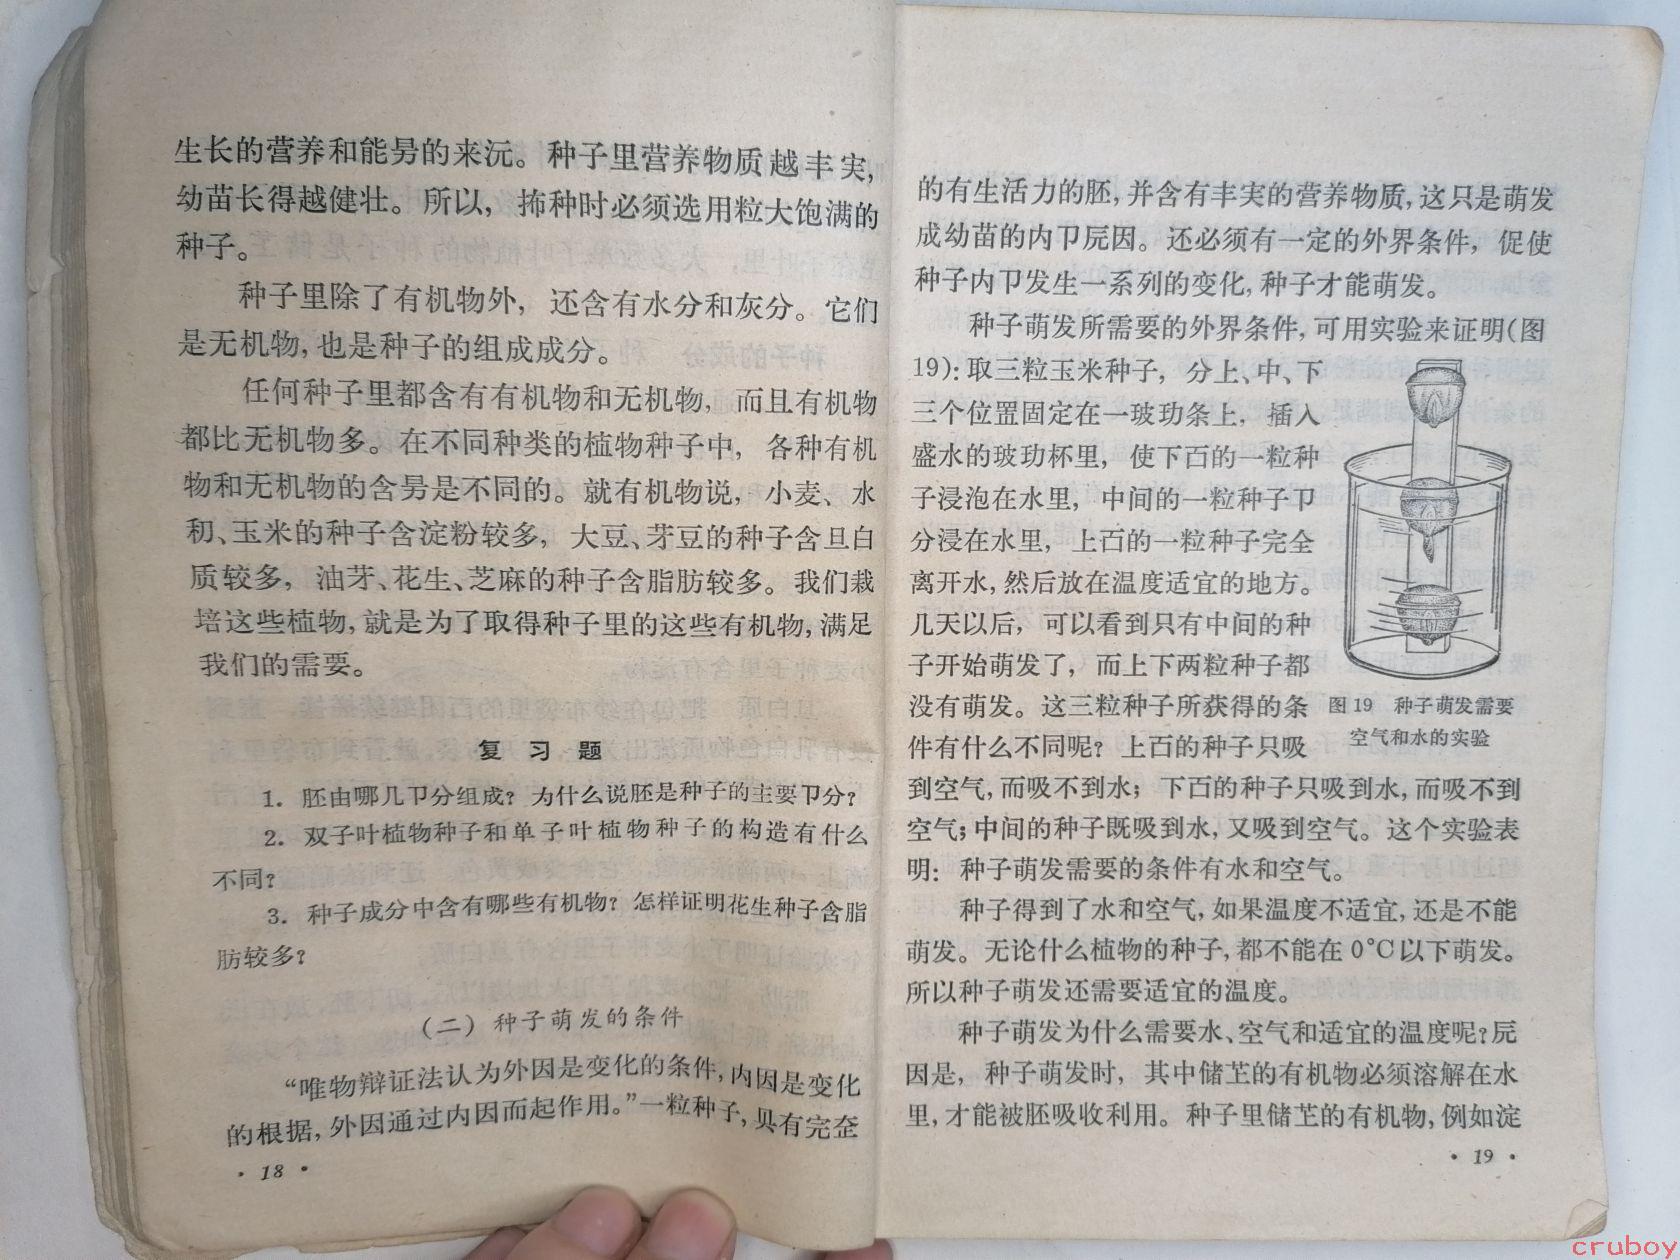 生长的营养和能量的来沅。种子里营养物质越丰实，
幼苗长得越健壮。所以，抪种时必须选用粒大饱满的
种子。
种子里除了有机物外，还含有水分和灰分。它们
是无机物，也是种子的组成成分。
任何种子里都含有有机物和无机物，而且有机物
都比无机物多。在不同种类的植物种子中，各种有机
物和无机物的含量是不同的。就有机物说，小麦、水
稻、玉米的种子含淀粉较多，大豆、芽豆的种子含旦白
质较多，油菜、花生、芝麻的种子含脂肪较多。我们栽
培这些植物，就是为了取得种子里的这些有机物，满足
我们的需要。
复习题
1. 胚由哪几卩分组成？为什么说胚是种子的主要卩分？
2. 双子叶植物种子和单子叶植物种子的构造有什么
不同？
3. 种子成分中含有哪些有机物？怎样证明花生种子含脂
肪较多？
（二）种子萌发的条件
“唯物辩证法认为外因是变化的条件，内因是变化
的根据，外因通过内因而起作用。”一粒种子，具有完整
· 18 ·
的有生活力的胚，并含有丰实的营养物质，这只是萌发
成幼苗的内卩原因。还必须有一定的外界条件，促使
种子内卩发生一系列的变化，种子才能萌发。
种子萌发所需要的外界条件，可用实验来证明（图
19）：取三粒玉米种子，分上、中、下
三个位置固定在一玻璃条上，插入
盛水的玻璃杯里，使下面的一粒种
子浸泡在水里，中间的一粒种子卩
分浸在水里，上面的一粒种子完全
离开水，然后放在温度适宜的地方。
几天以后，可以看到只有中间的种
子开始萌发了，而上下两粒种子都
没有萌发。这三粒种子所获得的条
件有什么不同呢？上面的种子只吸
到空气，而吸不到水；下面的种子只吸到水，而吸不到
空气；中间的种子既吸到水，又吸到空气。这个实验表
明：种子萌发需要的条件有水和空气。
种子得到了水和空气，如果温度不适宜，还是不能
萌发。无论什么植物的种子，都不能在0℃以下萌发。
所以种子萌发还需要适宜的温度。
种子萌发为什么需要水、空气和适宜的温度呢？原
因是，种子萌发时，其中储藏的有机物必须溶解在水
里，才能被胚吸收利用。种子里储藏的有机物，例如淀
图19 种子萌发需要
空气和水的实验
· 19 ·
cruboy